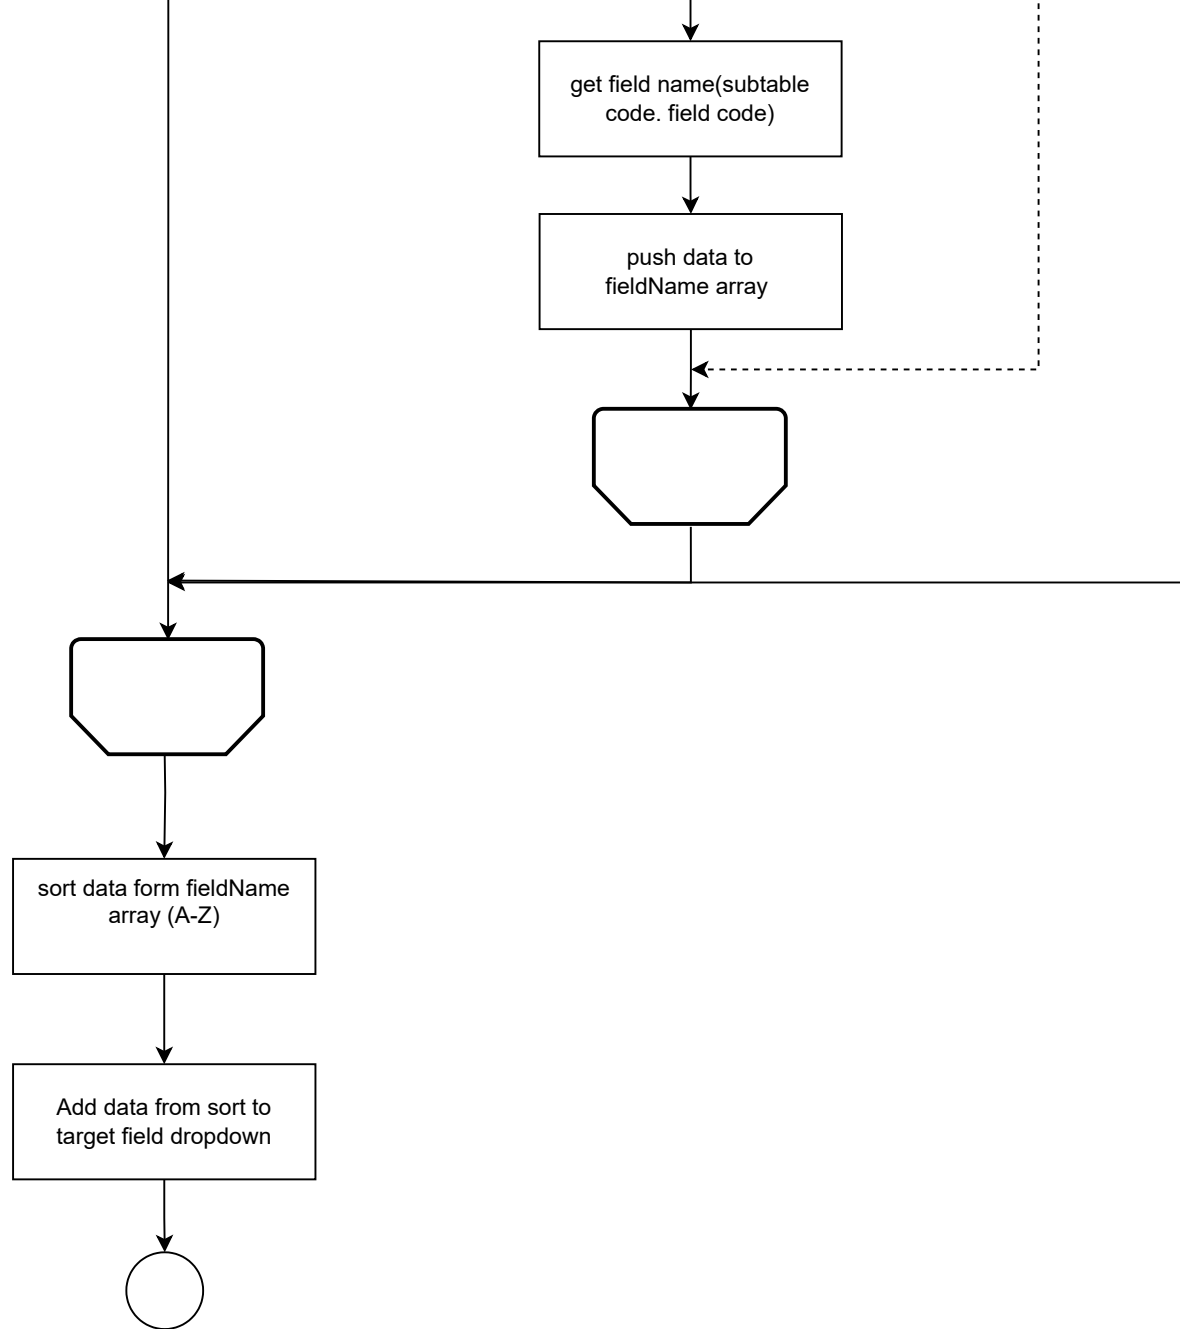 get field name(subtable
code. field code)
push data to
fieldName array
sort data form fieldName
array (A-Z)
Add data from sort to
target field dropdown